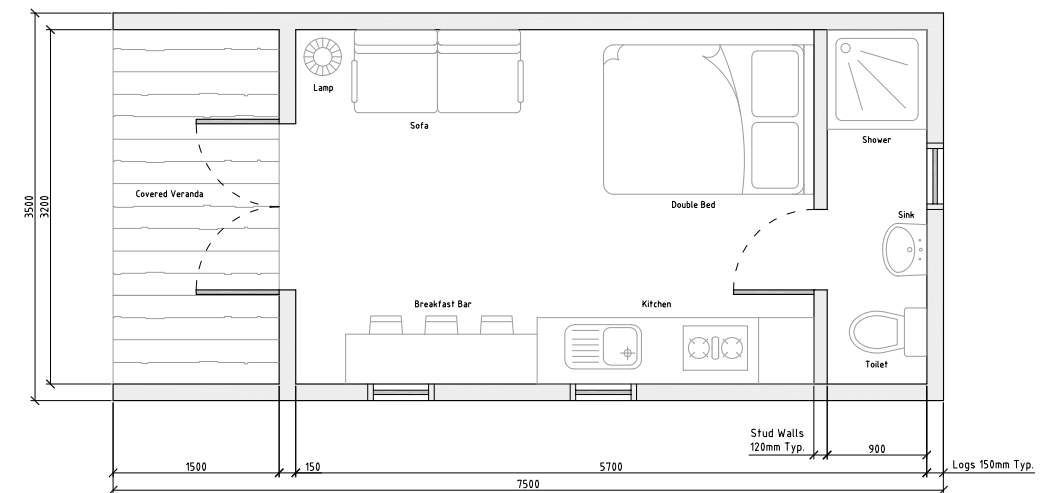 Lamp
Sofa
Shower
Covered Veranda
Double Bed
Sink
3500
3200
Breakfast Bar
Kitchen
Toilet
Stud Walls
120mm Typ.
900
1500
150
5700
Logs 150mm Typ.
7500